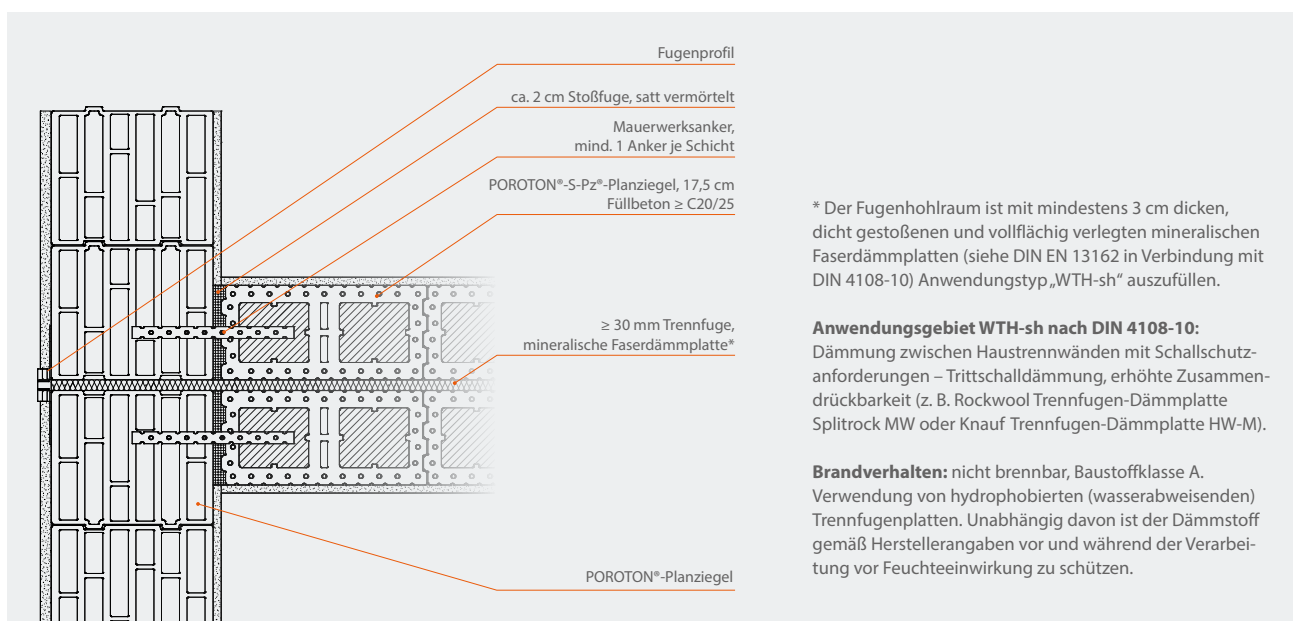 Fugenprofil
ca. 2 cm Stoßfuge, satt vermörtelt
Mauerwerksanker,
mind. 1 Anker je Schicht
POROTON®-S-Pz®-Planziegel, 17,5 cm
Füllbeton ≥ C20/25
≥ 30 mm Trennfuge,
mineralische Faserdämmplatte*
POROTON®-Planziegel
* Der Fugenhohlraum ist mit mindestens 3 cm dicken,
dicht gestoßenen und vollflächig verlegten mineralischen
Faserdämmplatten (siehe DIN EN 13162 in Verbindung mit
DIN 4108-10) Anwendungstyp „WTH-sh“ auszufüllen.
Anwendungsgebiet WTH-sh nach DIN 4108-10:
Dämmung zwischen Haustrennwänden mit Schallschutz-
anforderungen – Trittschalldämmung, erhöhte Zusammen-
drückbarkeit (z. B. Rockwool Trennfugen-Dämmplatte
Splitrock MW oder Knauf Trennfugen-Dämmplatte HW-M).
Brandverhalten: nicht brennbar, Baustoffklasse A.
Verwendung von hydrophobierten (wasserabweisenden)
Trennfugenplatten. Unabhängig davon ist der Dämmstoff
gemäß Herstellerangaben vor und während der Verarbei-
tung vor Feuchteeinwirkung zu schützen.